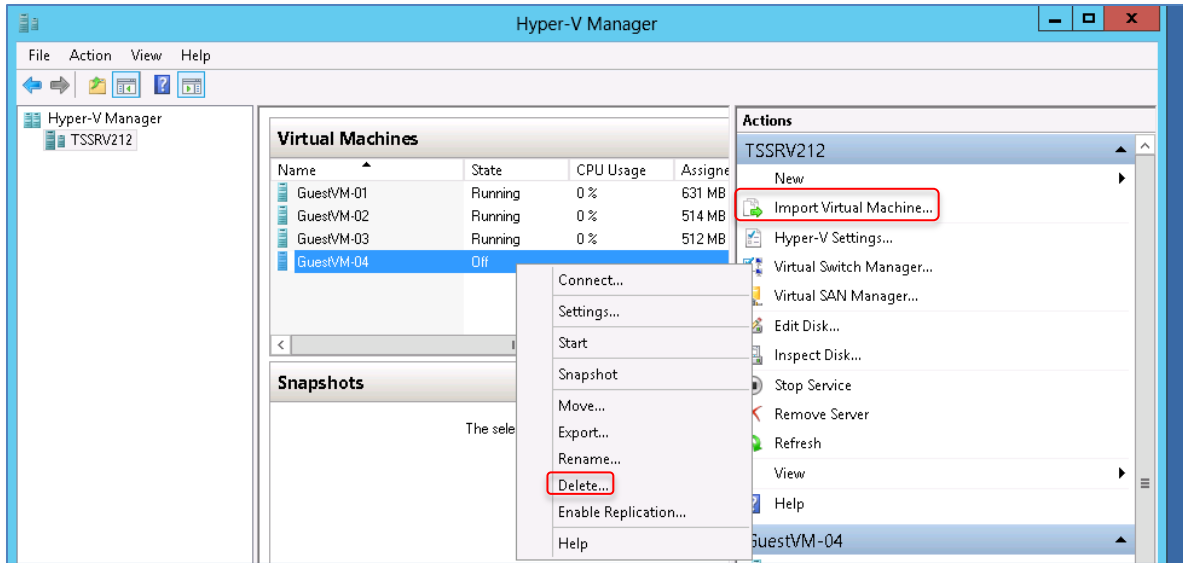 Hyper-V Manager
File Action View Help
Hyper-V Manager
TSSRV212
Virtual Machines
Name State CPU Usage Assigne
GuestVM-01 Running 0 % 631 MB
GuestVM-02 Running 0 % 514 MB
GuestVM-03 Running 0 % 512 MB
GuestVM-04 Off
Snapshots
The sele
Connect...
Settings...
Start
Snapshot
Move...
Export...
Rename...
Delete...
Enable Replication...
Help
Actions
TSSRV212
New
Import Virtual Machine...
Hyper-V Settings...
Virtual Switch Manager...
Virtual SAN Manager...
Edit Disk...
Inspect Disk...
Stop Service
Remove Server
Refresh
View
Help
GuestVM-04